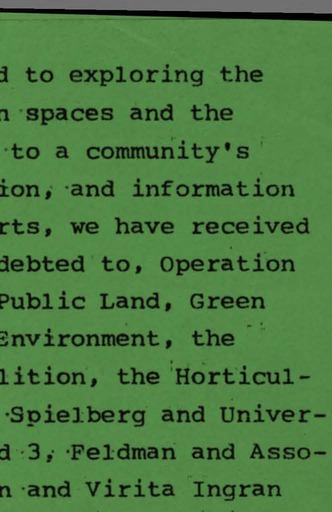 d to exploring the
n spaces and the
to a community's
ion, and information
rts, we have received
debted to, Operation
Public Land, Green
Environment, the
lition, the Horticul-
Spielberg and Univer-
d 3, Feldman and Asso-
n and Virita Ingran